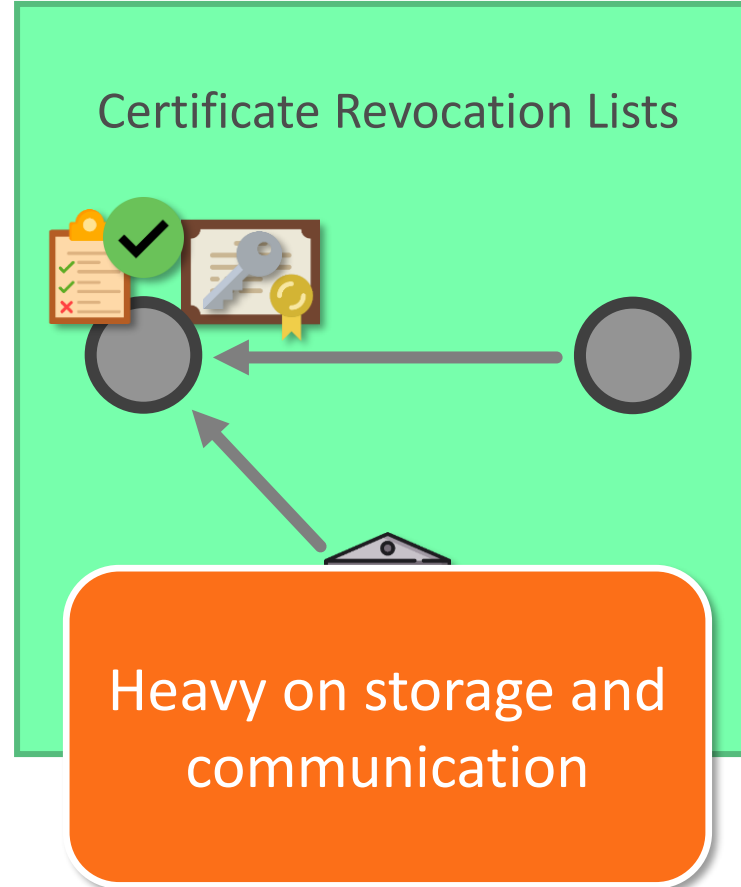 Certificate Revocation Lists
Heavy on storage and
communication